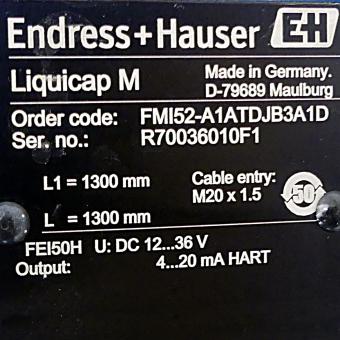 Endress+Hauser EH
Liquicap M
Made in Germany.
D-79689 Maulburg
Order code: FMI52-A1ATDJB3A1D
Ser. no.: R70036010F1
L1 = 1300 mm
L = 1300 mm
Cable entry:
M20 x 1.5
50
FEI50H U: DC 12...36 V
Output: 4...20 mA HART